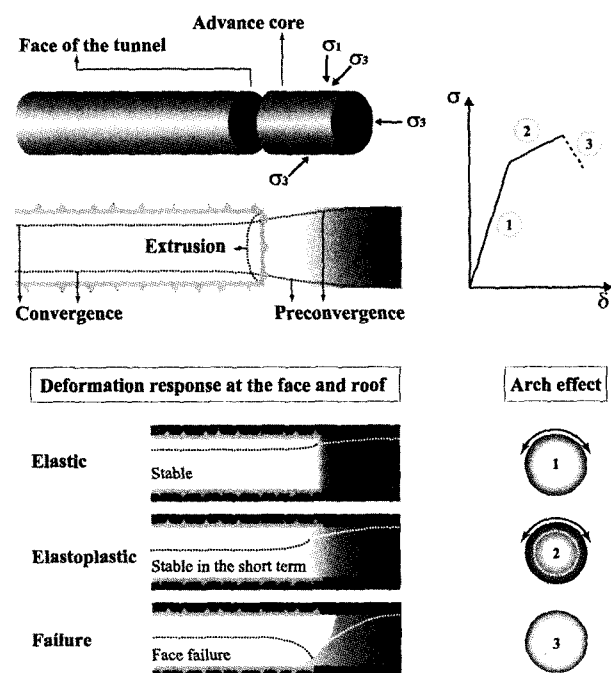 Advance core
Face of the tunnel
σ1
σ3
σ3
σ3
Extrusion
Convergence
Preconvergence
σ
2
3
1
δ
Deformation response at the face and roof
Arch effect
Elastic
Stable
1
Elastoplastic
Stable in the short term
2
Failure
Face failure
3